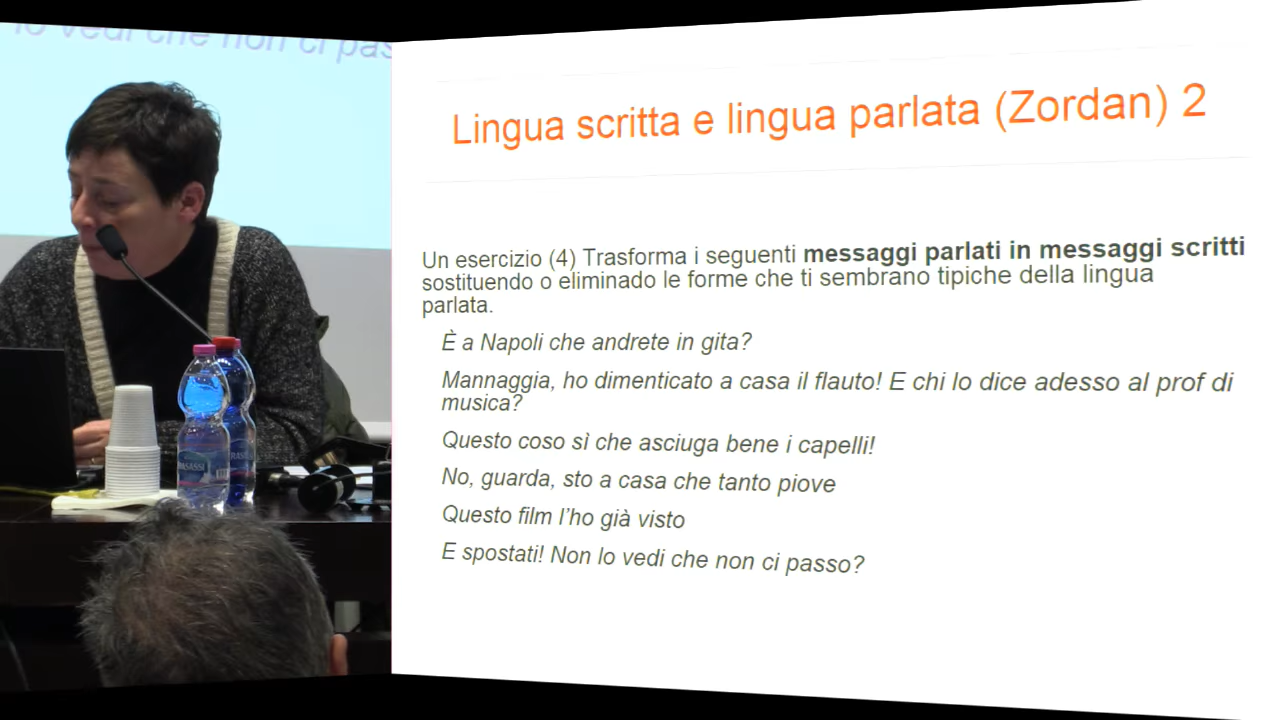 lo vedi che non ci pas
Lingua scritta e lingua parlata (Zordan) 2
Un esercizio (4) Trasforma i seguenti messaggi parlati in messaggi scritti
sostituendo o eliminado le forme che ti sembrano tipiche della lingua
parlata.
È a Napoli che andrete in gita?
Mannaggia, ho dimenticato a casa il flauto! E chi lo dice adesso al prof di
musica?
Questo coso sì che asciuga bene i capelli!
No, guarda, sto a casa che tanto piove
Questo film l'ho già visto
E spostati! Non lo vedi che non ci passo?